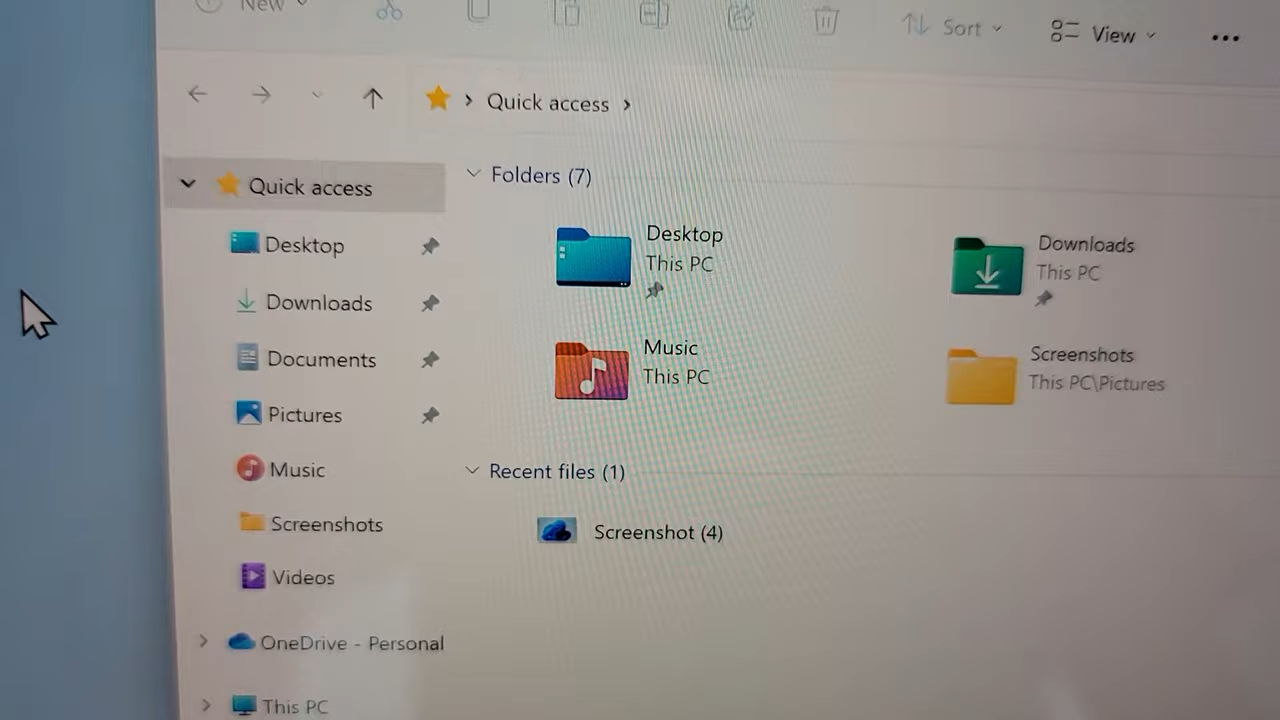 New
Sort
View
Quick access
Quick access
Desktop
Downloads
Documents
Pictures
Music
Screenshots
Videos
OneDrive - Personal
This PC
Folders (7)
Desktop
This PC
Downloads
This PC
Music
This PC
Screenshots
This PC\Pictures
Recent files (1)
Screenshot (4)